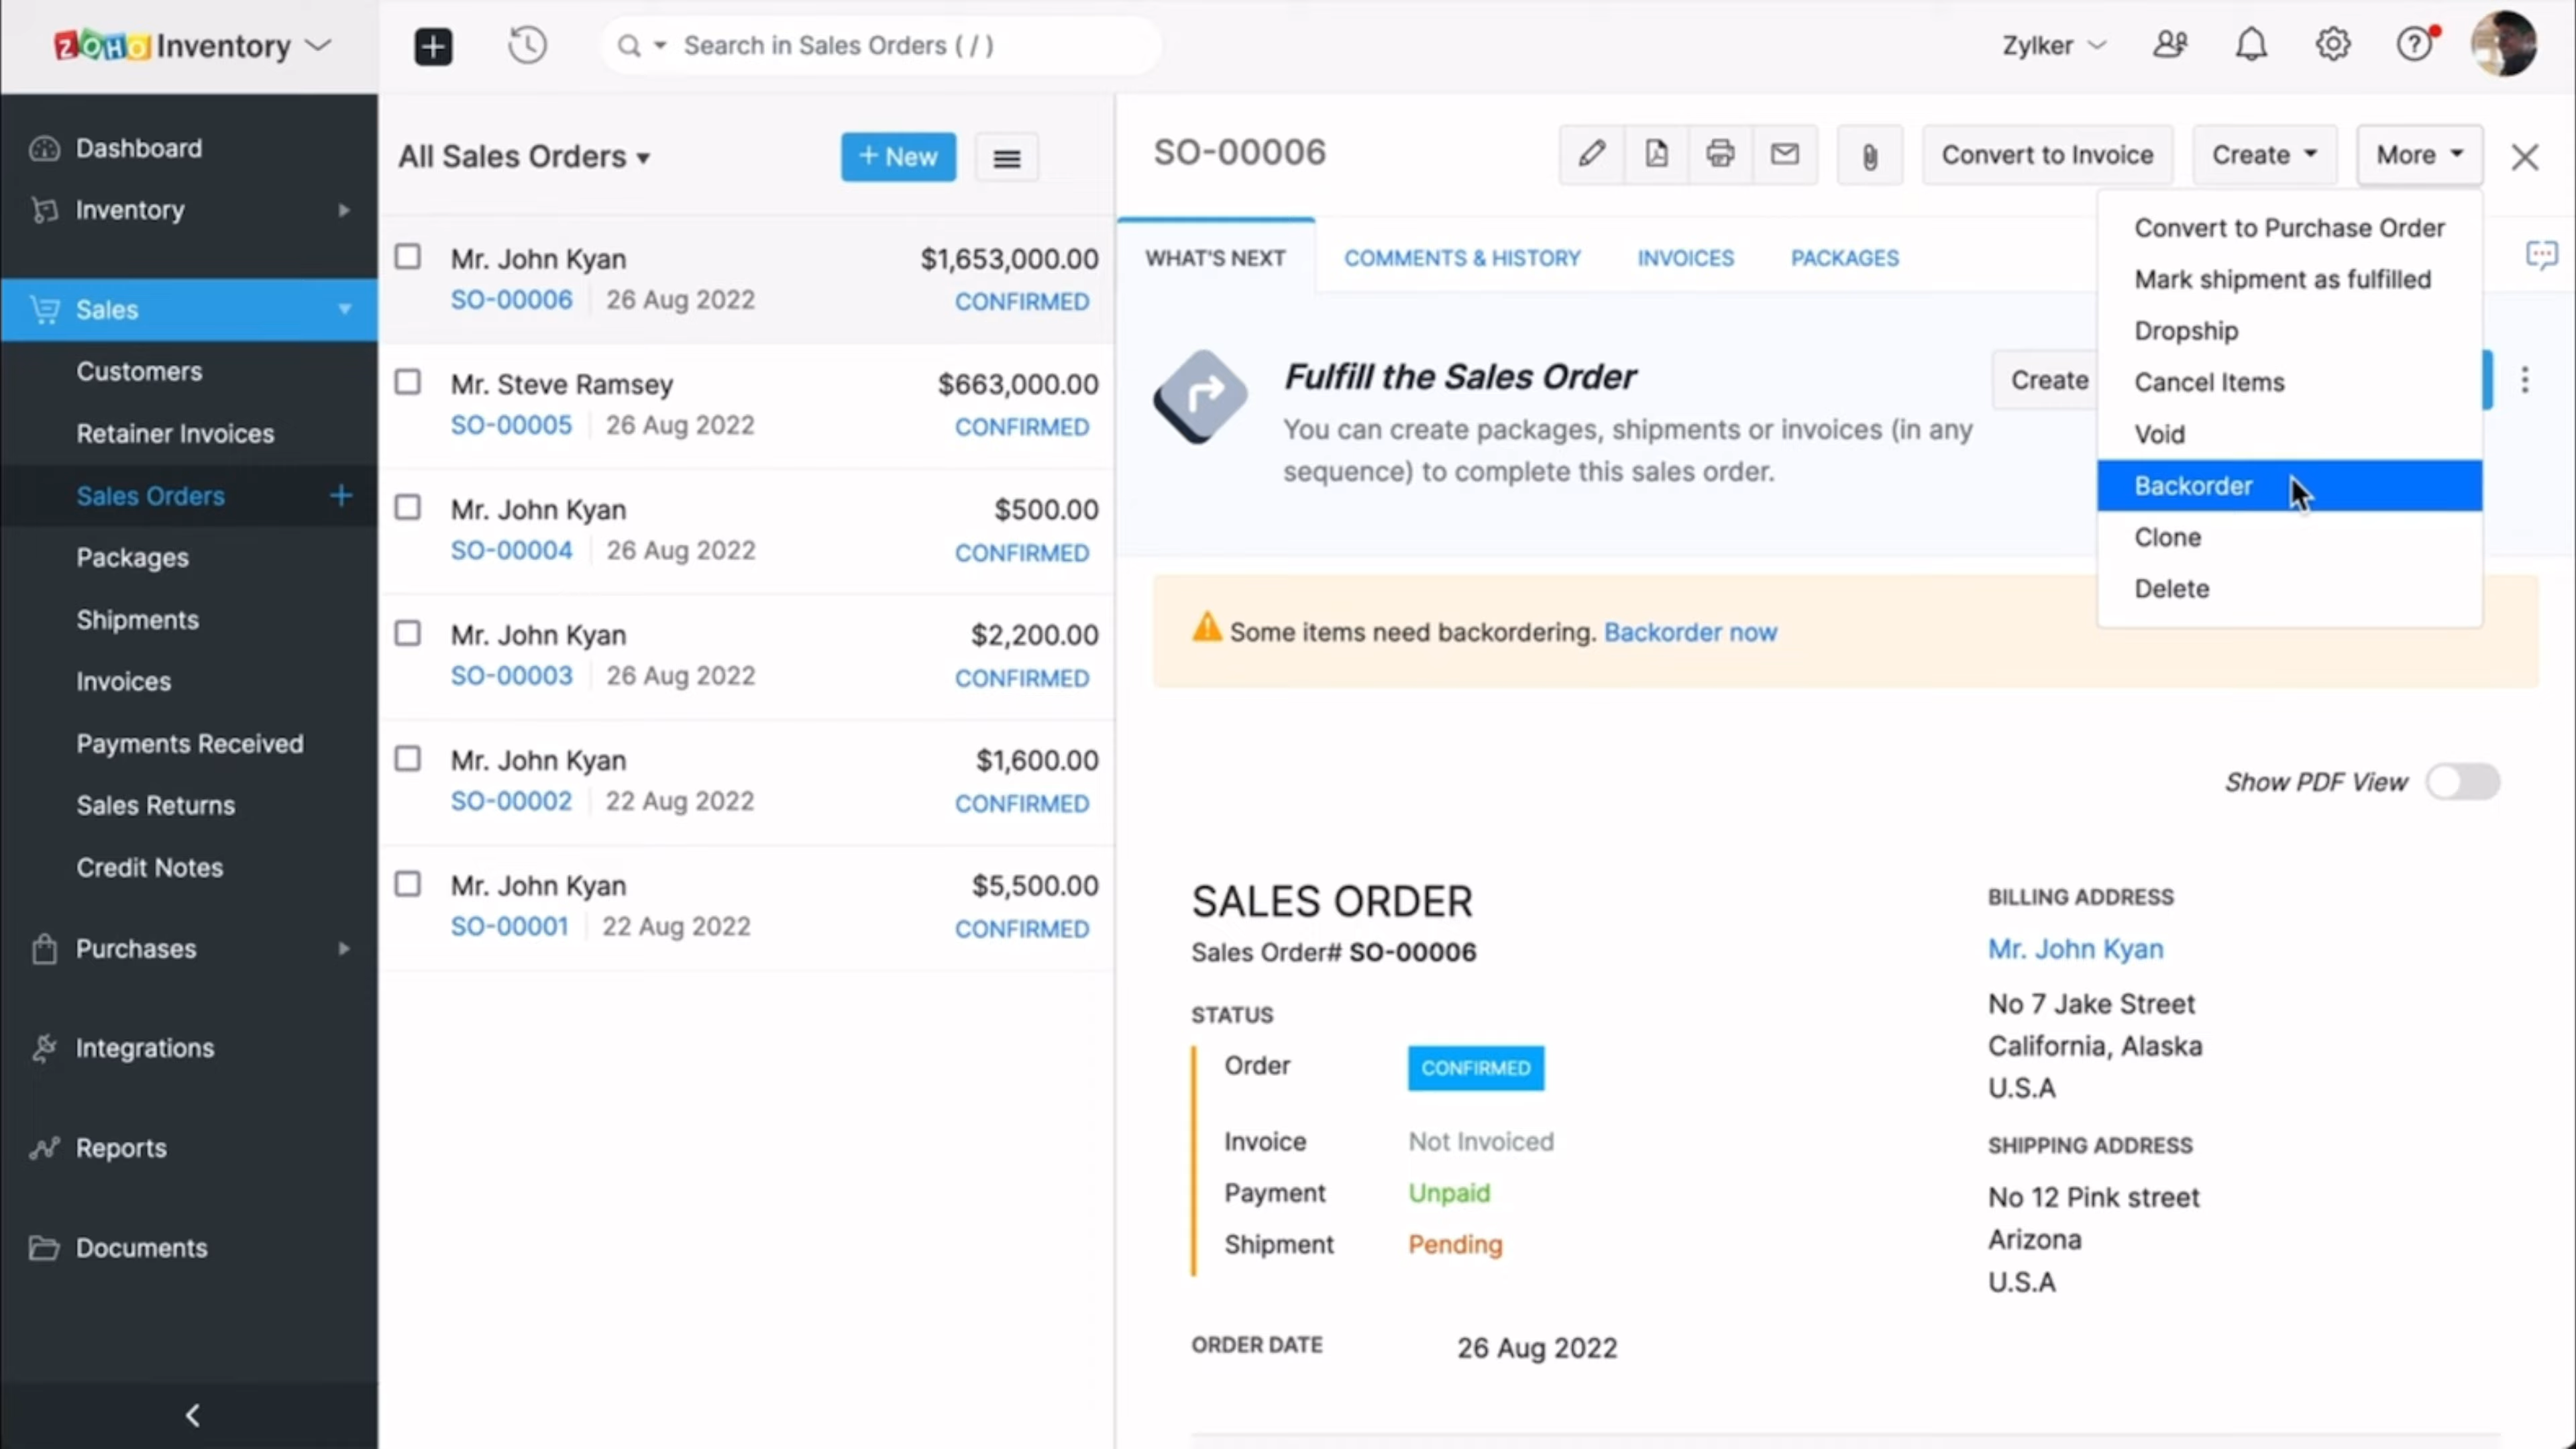 ZOHO Inventory
Search in Sales Orders ( / )
Zylker
Dashboard
Inventory
Sales
Customers
Retainer Invoices
Sales Orders +
Packages
Shipments
Invoices
Payments Received
Sales Returns
Credit Notes
Purchases
Integrations
Reports
Documents
All Sales Orders
+ New
Mr. John Kyan $1,653,000.00
SO-00006 26 Aug 2022 CONFIRMED
Mr. Steve Ramsey $663,000.00
SO-00005 26 Aug 2022 CONFIRMED
Mr. John Kyan $500.00
SO-00004 26 Aug 2022 CONFIRMED
Mr. John Kyan $2,200.00
SO-00003 26 Aug 2022 CONFIRMED
Mr. John Kyan $1,600.00
SO-00002 22 Aug 2022 CONFIRMED
Mr. John Kyan $5,500.00
SO-00001 22 Aug 2022 CONFIRMED
SO-00006
Convert to Invoice
Create
More
WHAT'S NEXT COMMENTS & HISTORY INVOICES PACKAGES
Convert to Purchase Order
Mark shipment as fulfilled
Dropship
Cancel Items
Void
Backorder
Clone
Delete
Fulfill the Sales Order
You can create packages, shipments or invoices (in any
sequence) to complete this sales order.
Create
Some items need backordering. Backorder now
Show PDF View
SALES ORDER
Sales Order# SO-00006
STATUS
Order CONFIRMED
Invoice Not Invoiced
Payment Unpaid
Shipment Pending
ORDER DATE 26 Aug 2022
BILLING ADDRESS
Mr. John Kyan
No 7 Jake Street
California, Alaska
U.S.A
SHIPPING ADDRESS
No 12 Pink street
Arizona
U.S.A